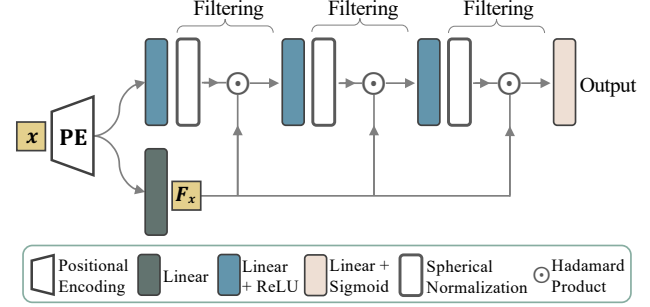 Filtering Filtering Filtering
x PE Output
F_x
Positional Encoding
Linear
Linear + ReLU
Linear + Sigmoid
Spherical Normalization
Hadamard Product